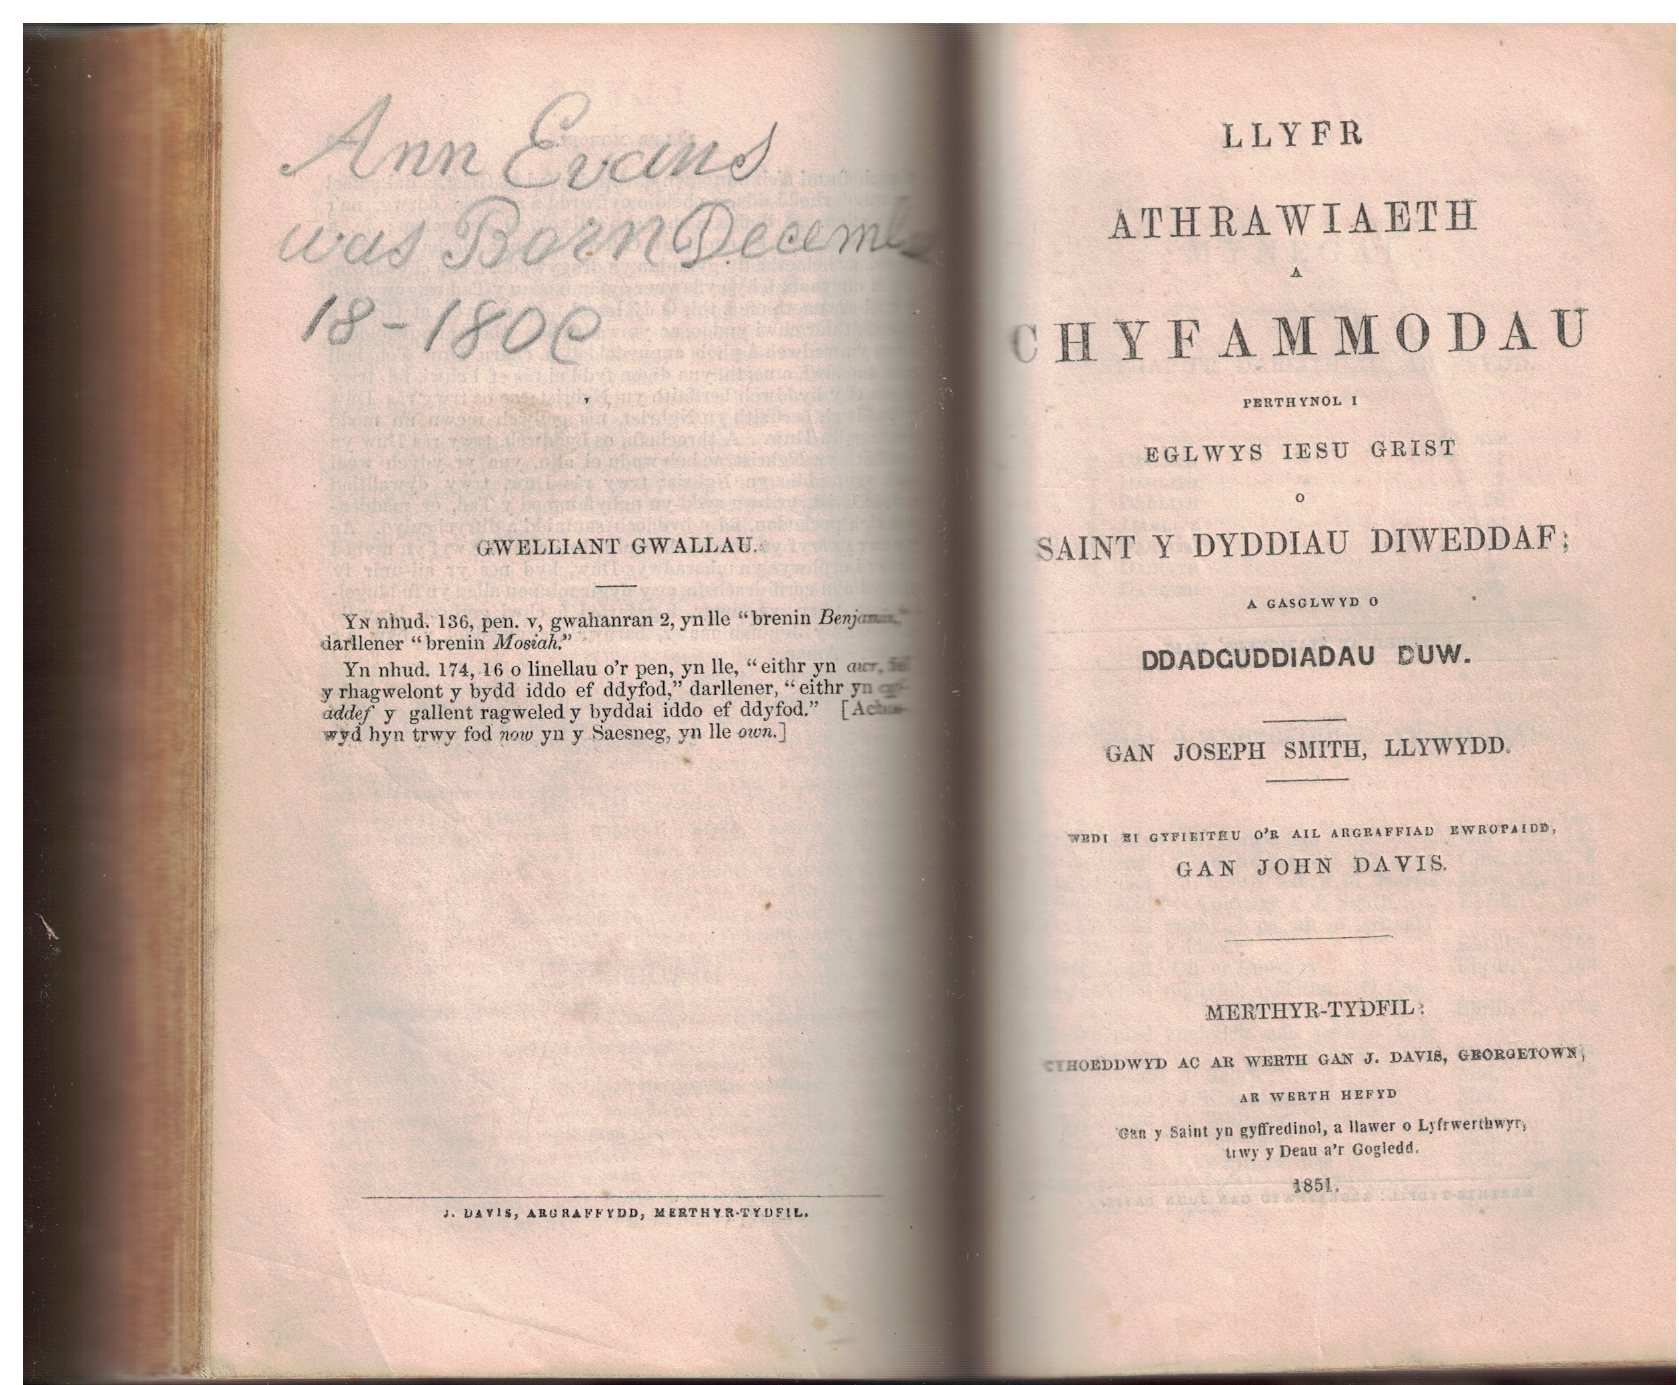 Ann Evans
was Born Decemb
18-1800
GWELLIANT GWALLAU.
YN nhud. 136, pen. v, gwahanran 2, yn lle "brenin Benjamin,"
darllener "brenin Mosiah."
Yn nhud. 174, 16 o linellau o'r pen, yn lle, "eithr yn awr,
y rhagwelont y bydd iddo ef ddyfod," darllener, "eithr yn
addef y gallent ragweled y byddai iddo ef ddyfod."
wyd hyn trwy fod now yn y Saesneg, yn lle own.]
J. DAVIS, ARGRAFFYDD, MERTHYR-TYDFIL.
LLYFR
ATHRAWIAETH
A
CHYFAMMODAU
PERTHYNOL I
EGLWYS IESU GRIST
O
SAINT Y DYDDIAU DIWEDDAF;
A GASGLWYD O
DDADGUDDIADAU DUW.
GAN JOSEPH SMITH, LLYWYDD.
WEDI EI GYFIEITHU O'R AIL ARGRAFFIAD EWROPAIDD,
GAN JOHN DAVIS.
MERTHYR-TYDFIL:
CYHOEDDWYD AC AR WERTH GAN J. DAVIS, GEORGETOWN;
AR WERTH HEFYD
Gan y Saint yn gyffredinol, a llawer o Lyfrwerthwyr,
trwy y Deau a'r Gogledd.
1851.